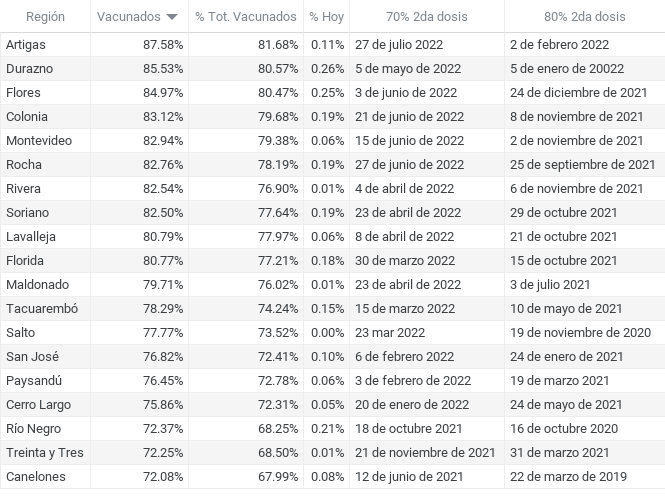 Región Vacunados % Tot. Vacunados % Hoy 70% 2da dosis 80% 2da dosis
Artigas 87.58% 81.68% 0.11% 27 de julio 2022 2 de febrero 2022
Durazno 85.53% 80.57% 0.26% 5 de mayo de 2022 5 de enero de 20022
Flores 84.97% 80.47% 0.25% 3 de junio de 2022 24 de diciembre de 2021
Colonia 83.12% 79.68% 0.19% 21 de junio de 2022 8 de noviembre de 2021
Montevideo 82.94% 79.38% 0.06% 15 de junio de 2022 2 de noviembre de 2021
Rocha 82.76% 78.19% 0.19% 27 de junio de 2022 25 de septiembre de 2021
Rivera 82.54% 76.90% 0.01% 4 de abril de 2022 6 de noviembre de 2021
Soriano 82.50% 77.64% 0.19% 23 de abril de 2022 29 de octubre 2021
Lavalleja 80.79% 77.97% 0.06% 8 de abril de 2022 21 de octubre 2021
Florida 80.77% 77.21% 0.18% 30 de marzo 2022 15 de octubre 2021
Maldonado 79.71% 76.02% 0.01% 23 de abril de 2022 3 de julio 2021
Tacuarembó 78.29% 74.24% 0.15% 15 de marzo 2022 10 de mayo de 2021
Salto 77.77% 73.52% 0.00% 23 mar 2022 19 de noviembre de 2020
San José 76.82% 72.41% 0.10% 6 de febrero 2022 24 de enero de 2021
Paysandú 76.45% 72.78% 0.06% 3 de febrero de 2022 19 de marzo 2021
Cerro Largo 75.86% 72.31% 0.05% 20 de enero de 2022 24 de mayo de 2021
Río Negro 72.37% 68.25% 0.21% 18 de octubre 2021 16 de octubre 2020
Treinta y Tres 72.25% 68.50% 0.01% 21 de noviembre de 2021 31 de marzo 2021
Canelones 72.08% 67.99% 0.08% 12 de junio de 2021 22 de marzo de 2019